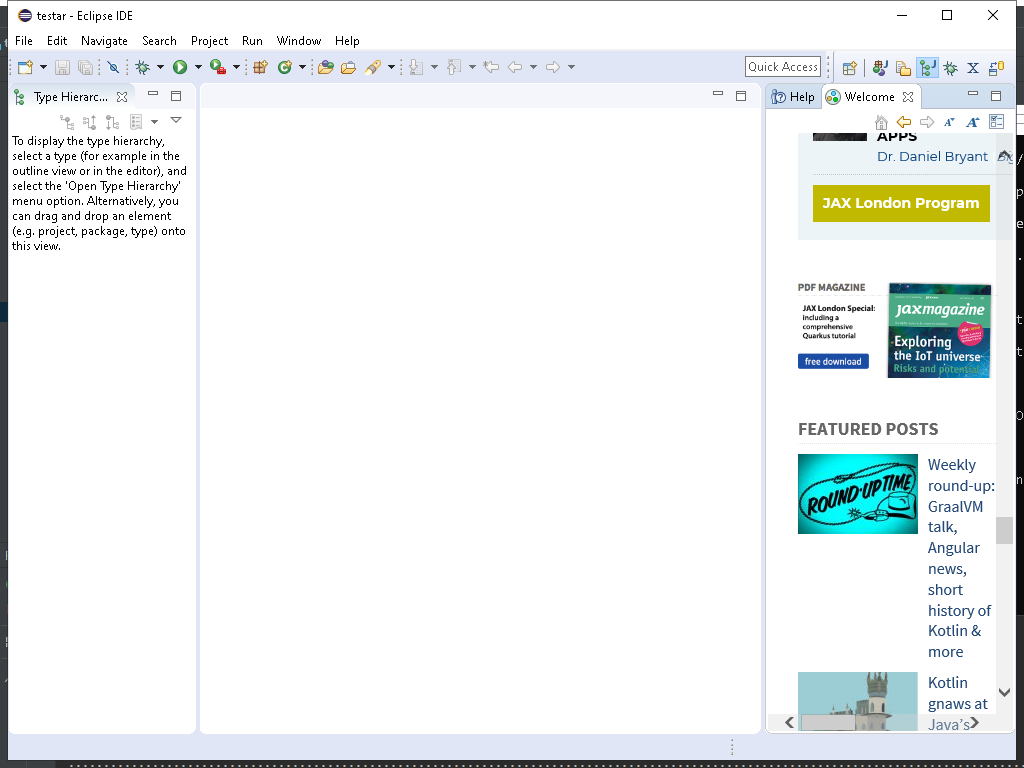 testar - Eclipse IDE
File Edit Navigate Search Project Run Window Help
Quick Access
Type Hierarc...
Help
Welcome
To display the type hierarchy,
select a type (for example in the
outline view or in the editor), and
select the 'Open Type Hierarchy'
menu option. Alternatively, you
can drag and drop an element
(e.g. project, package, type) onto
this view.
APPS
Dr. Daniel Bryant
JAX London Program
PDF MAGAZINE
JAX London Special:
including a
comprehensive
Quarkus tutorial
free download
jaxmagazine
Exploring
the IoT universe
Risks and potential
FEATURED POSTS
ROUND-UP TIME
Weekly
round-up:
GraalVM
talk,
Angular
news,
short
history of
Kotlin &
more
Kotlin
gnaws at
Java's